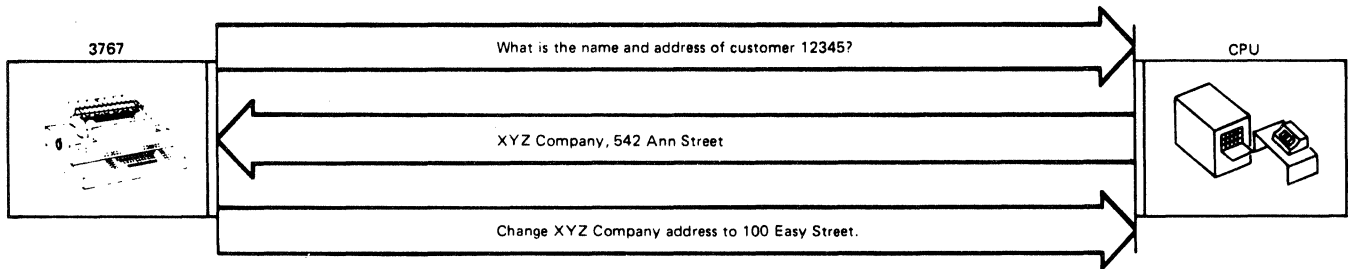 3767
What is the name and address of customer 12345?
CPU
XYZ Company, 542 Ann Street
Change XYZ Company address to 100 Easy Street.